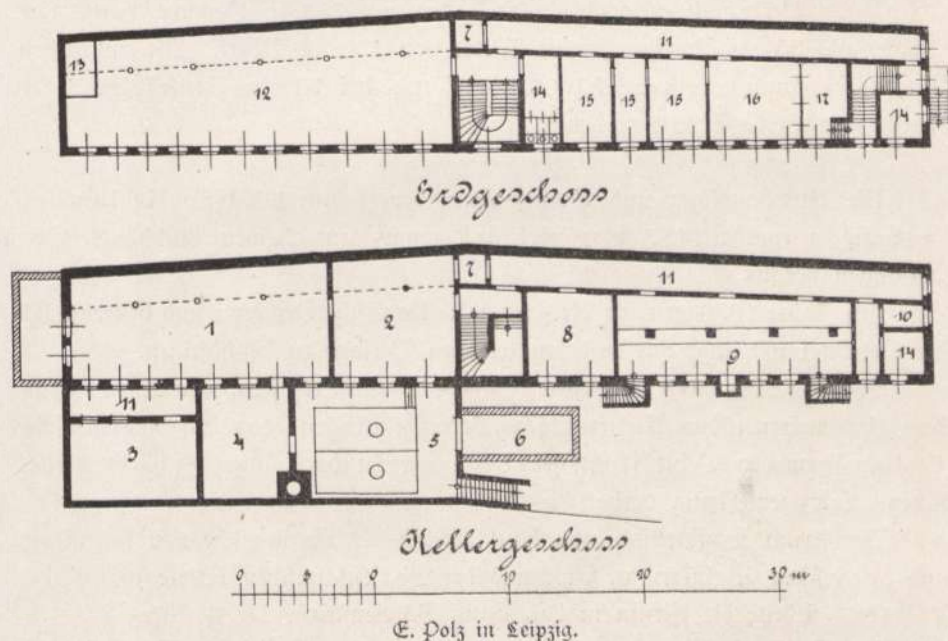 7 11
13 12 14 15 13 15 16 17 14
Erdgeschoss
7 11
1 2 8 9 10 14
11
3 4 5 6
Kellergeschoss
0 5 0 10 20 30 m
E. Polz in Leipzig.